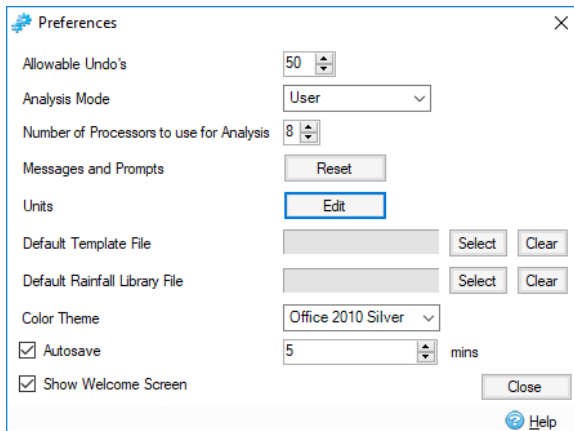 Preferences
Allowable Undo's 50
Analysis Mode User
Number of Processors to use for Analysis 8
Messages and Prompts Reset
Units Edit
Default Template File Select Clear
Default Rainfall Library File Select Clear
Color Theme Office 2010 Silver
Autosave 5 mins
Show Welcome Screen Close
Help